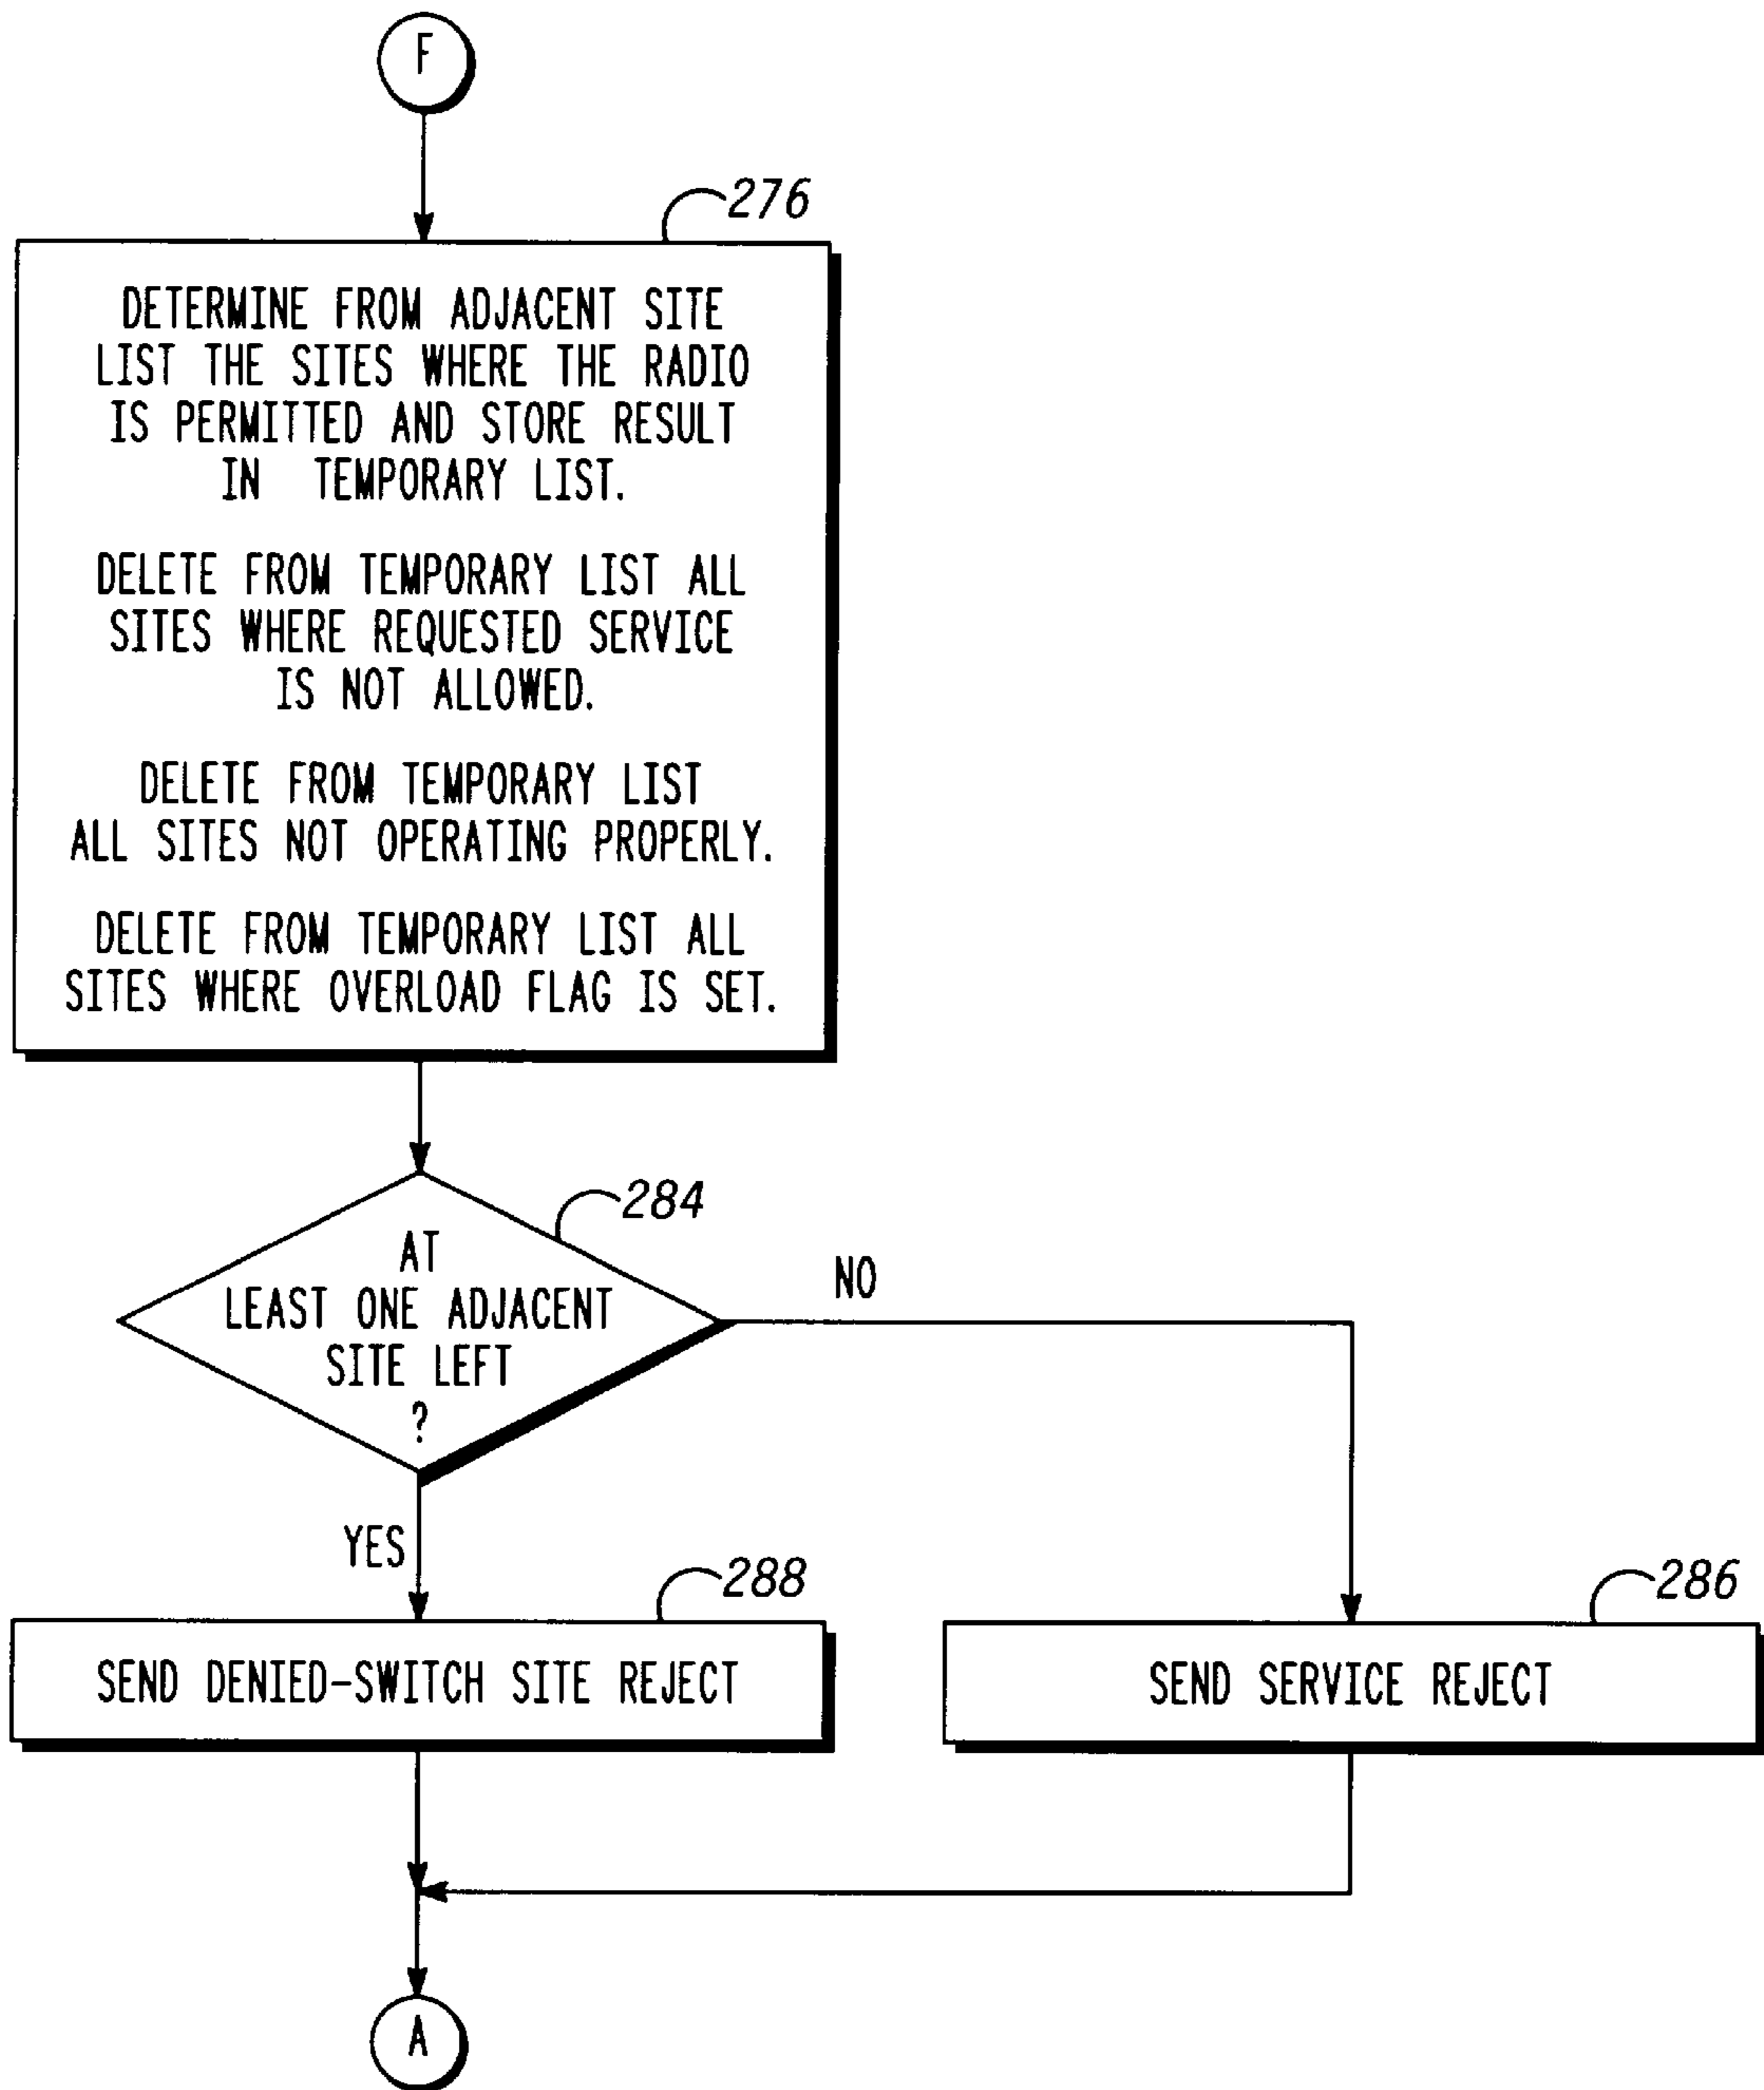 F
276
DETERMINE FROM ADJACENT SITE
LIST THE SITES WHERE THE RADIO
IS PERMITTED AND STORE RESULT
IN TEMPORARY LIST.
DELETE FROM TEMPORARY LIST ALL
SITES WHERE REQUESTED SERVICE
IS NOT ALLOWED.
DELETE FROM TEMPORARY LIST
ALL SITES NOT OPERATING PROPERLY.
DELETE FROM TEMPORARY LIST ALL
SITES WHERE OVERLOAD FLAG IS SET.
284
AT
LEAST ONE ADJACENT
SITE LEFT
?
NO
YES
288
SEND DENIED-SWITCH SITE REJECT
286
SEND SERVICE REJECT
A